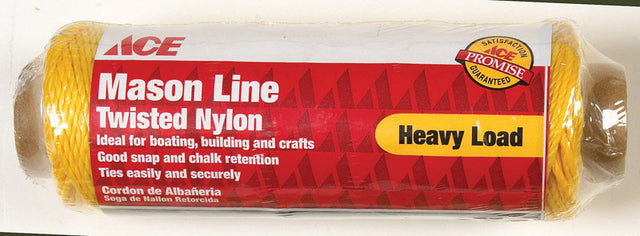 ACE
Mason Line
Twisted Nylon
Ideal for boating, building and crafts
Good snap and chalk retention
Ties easily and securely
Cordon de Albañeria
Soga de Nailon Retorcida
Heavy Load
SATISFACTION
ACE
PROMISE
GUARANTEED